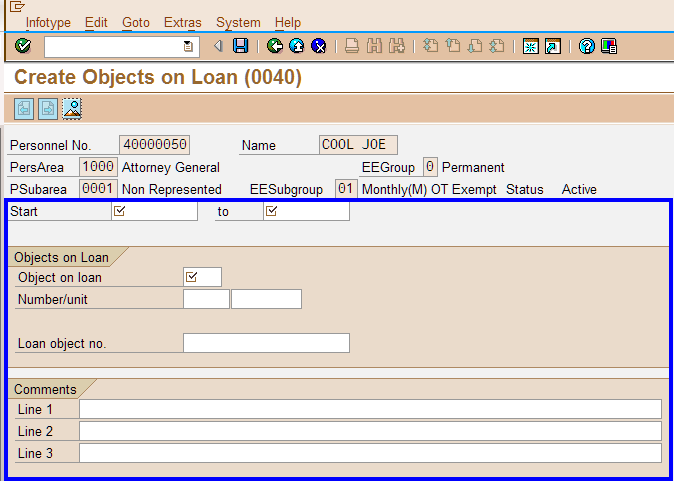 Infotype Edit Goto Extras System Help
Create Objects on Loan (0040)
Personnel No. 40000050 Name COOL JOE
PersArea 1000 Attorney General EEGroup 0 Permanent
PSubarea 0001 Non Represented EESubgroup 01 Monthly(M) OT Exempt Status Active
Start to
Objects on Loan
Object on loan
Number/unit
Loan object no.
Comments
Line 1
Line 2
Line 3